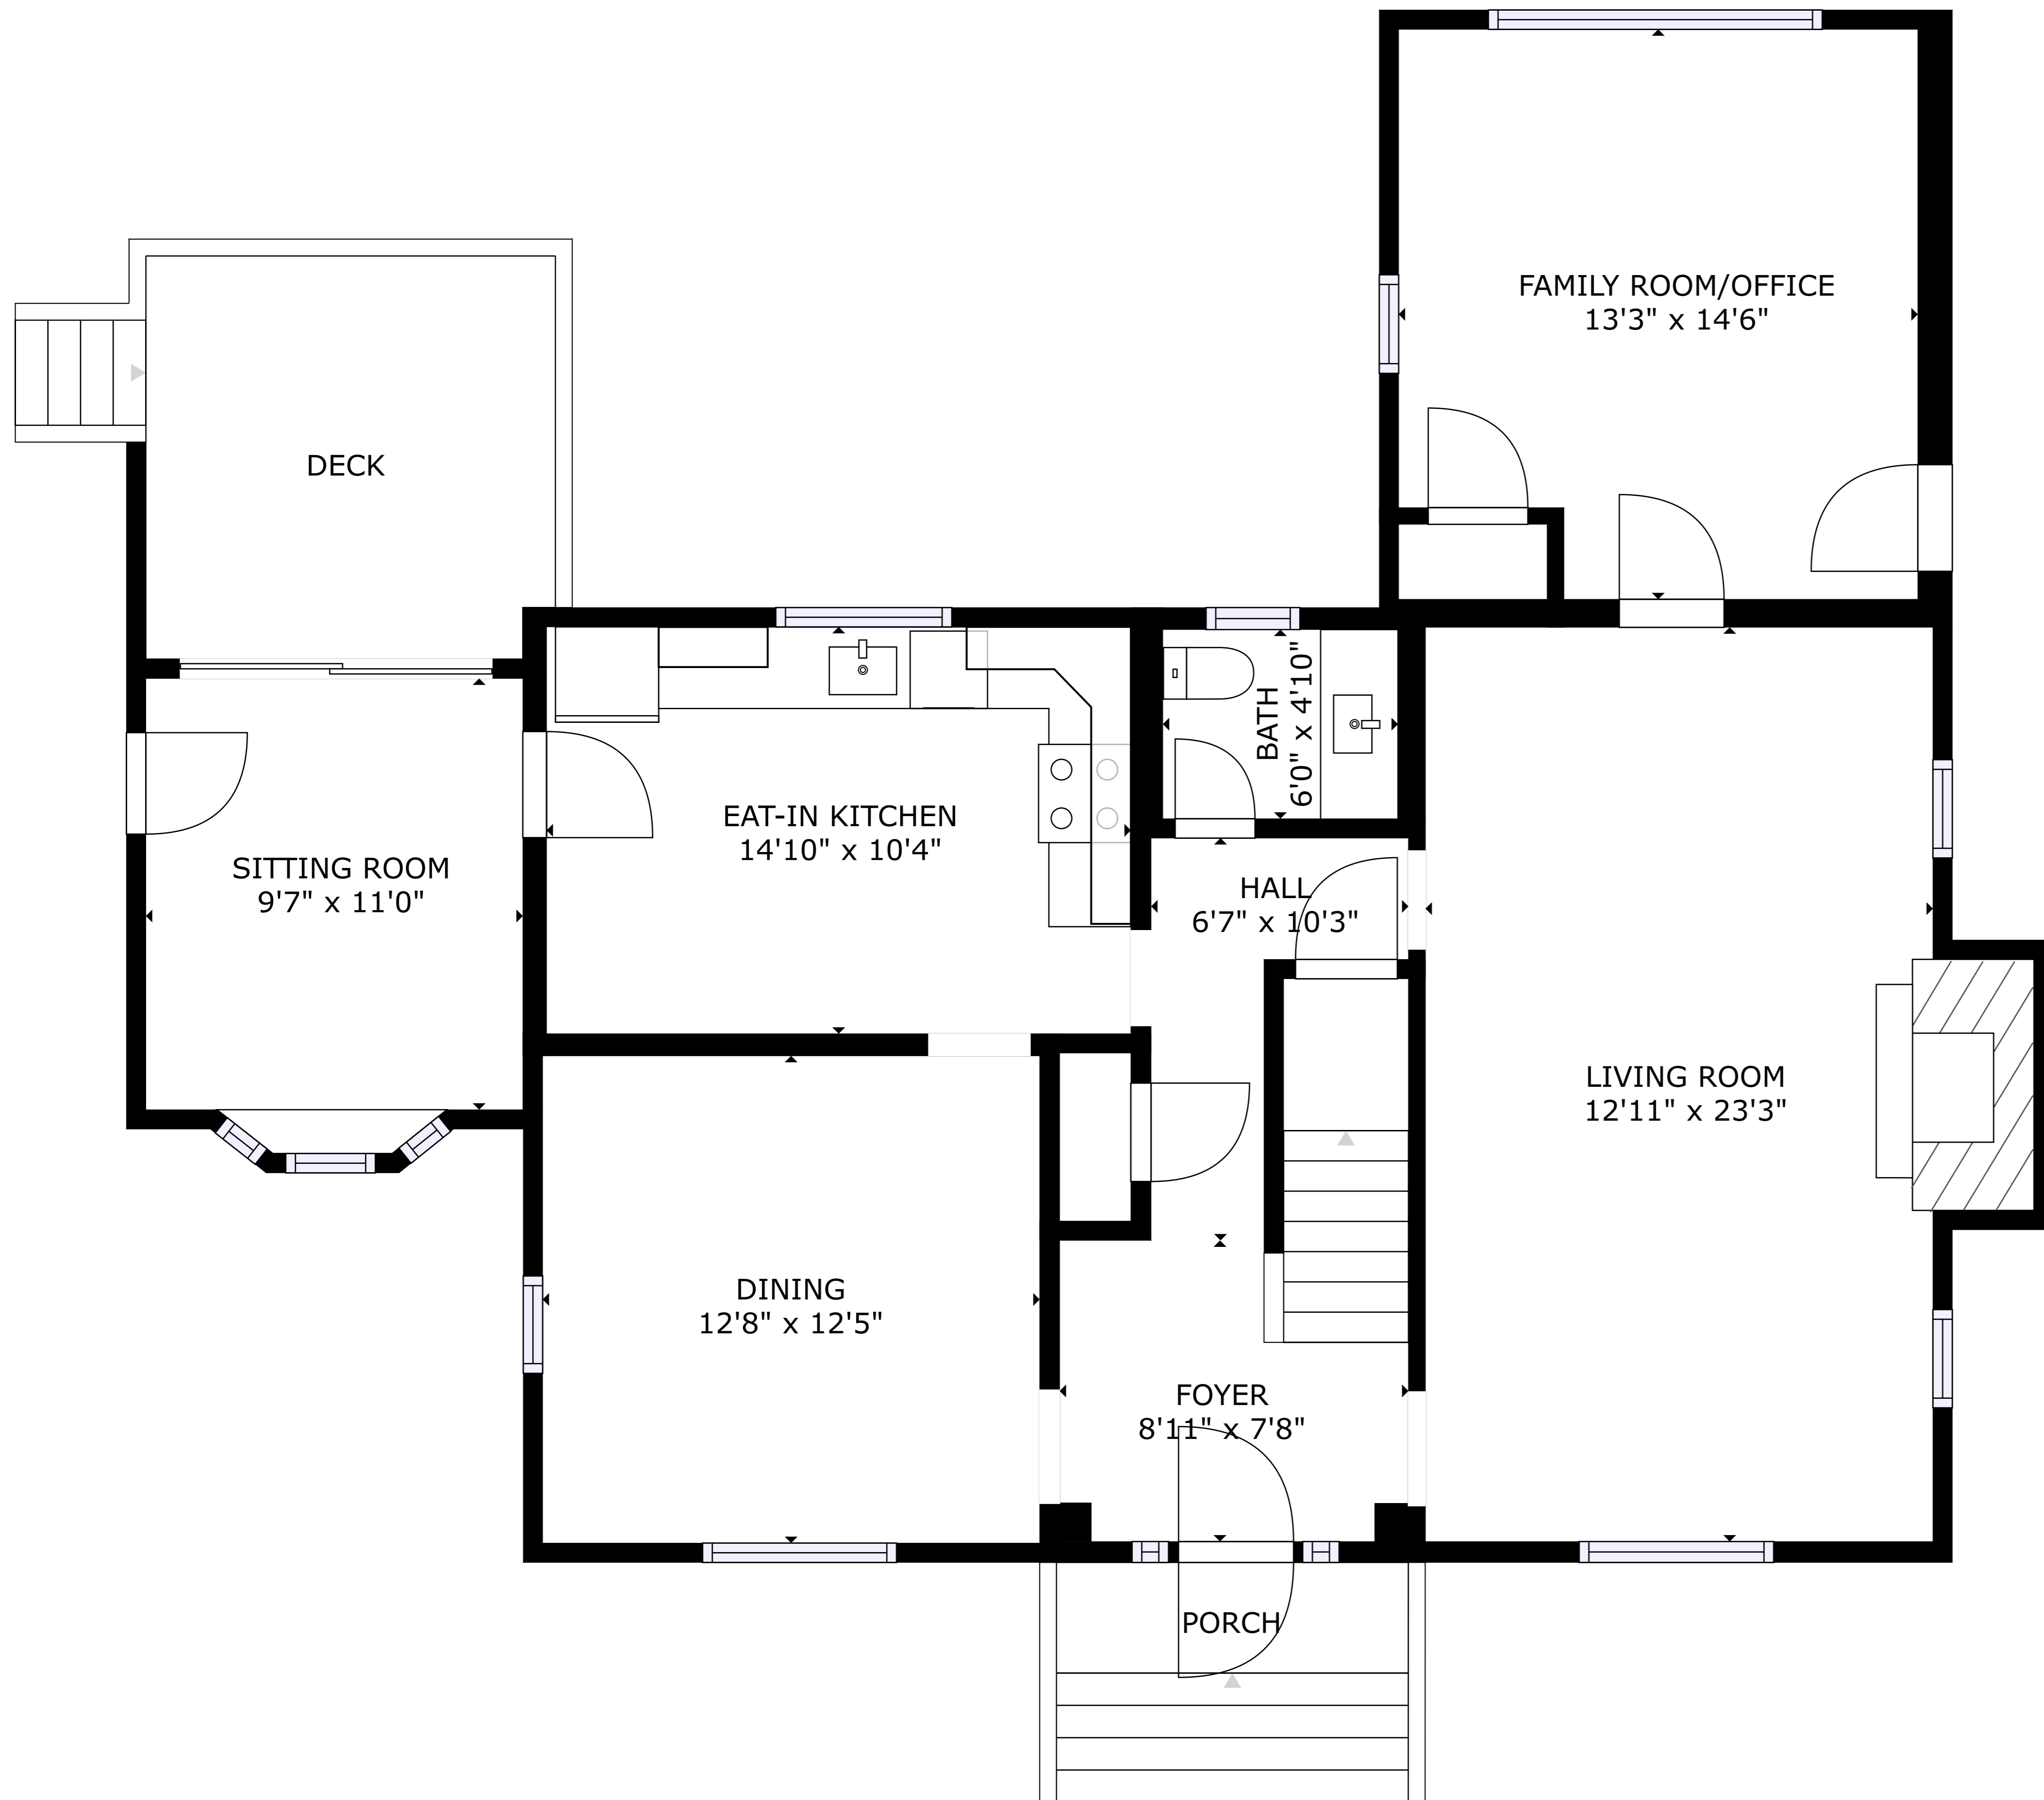 FAMILY ROOM/OFFICE
13'3" x 14'6"
DECK
BATH
6'0" x 4'10"
EAT-IN KITCHEN
14'10" x 10'4"
SITTING ROOM
9'7" x 11'0"
HALL
6'7" x 10'3"
LIVING ROOM
12'11" x 23'3"
DINING
12'8" x 12'5"
FOYER
8'11" x 7'8"
PORCH